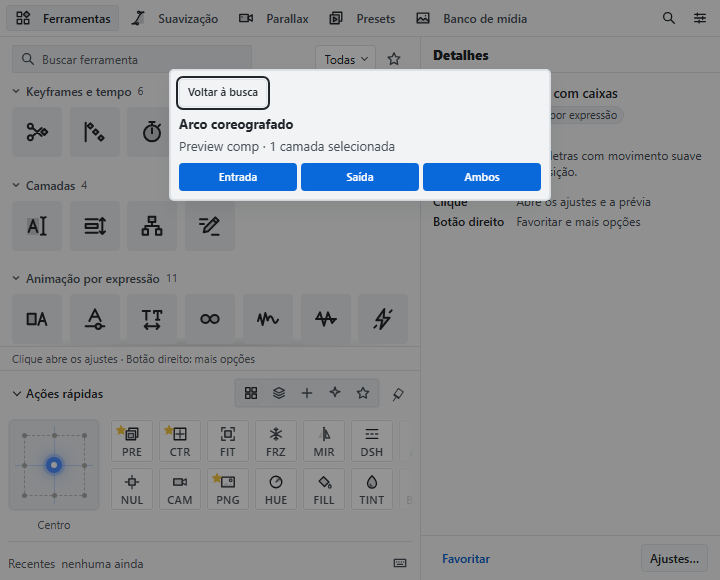 Ferramentas
Suavização
Parallax
Presets
Banco de mídia
Buscar ferramenta
Todas
Detalhes
Keyframes e tempo 6
Voltar à busca
Arco coreografado
Preview comp · 1 camada selecionada
Entrada
Saída
Ambos
com caixas
por expressão
letras com movimento suave
Clique
Abre os ajustes e a prévia
Botão direito
Favoritar e mais opções
Camadas 4
Animação por expressão 11
Clique abre os ajustes · Botão direito: mais opções
Ações rápidas
PRE
CTR
FIT
FRZ
MIR
DSH
NUL
CAM
PNG
HUE
FILL
TINT
Centro
Recentes nenhuma ainda
Favoritar
Ajustes...